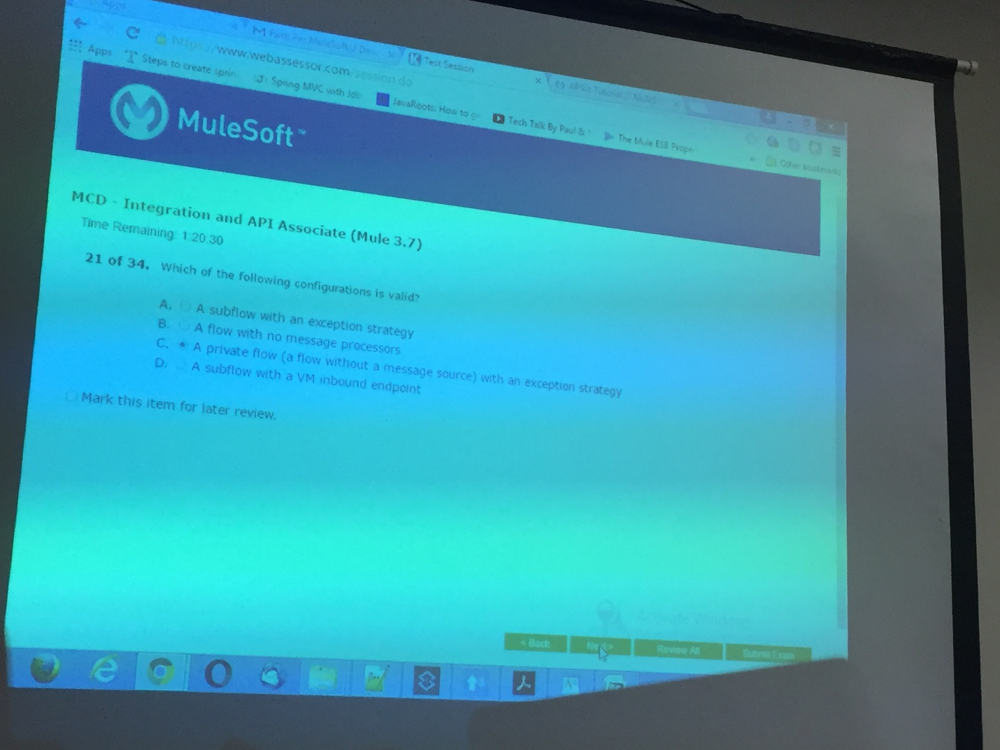 Apps
Test Session
https://www.webassessor.com/session.do
Apps
Steps to create sprin
Spring MVC with Jdb
JavaRoots: How to g
Tech Talk By Paul &
The Mule ESB Prope
Other bookmarks
MuleSoft™
MCD - Integration and API Associate (Mule 3.7)
Time Remaining: 1:20:30
21 of 34. Which of the following configurations is valid?
A. A subflow with an exception strategy
B. A flow with no message processors
C. A private flow (a flow without a message source) with an exception strategy
D. A subflow with a VM inbound endpoint
Mark this item for later review.
Activate Windows
< Back
Next >
Review All
Submit Exam